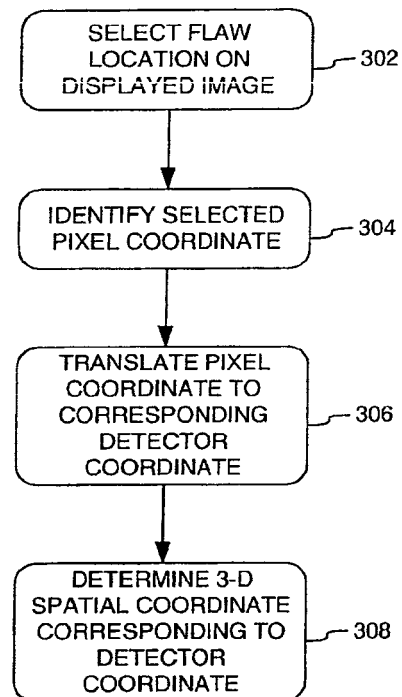 SELECT FLAW
LOCATION ON
DISPLAYED IMAGE
302
IDENTIFY SELECTED
PIXEL COORDINATE
304
TRANSLATE PIXEL
COORDINATE TO
CORRESPONDING
DETECTOR
COORDINATE
306
DETERMINE 3-D
SPATIAL COORDINATE
CORRESPONDING TO
DETECTOR
COORDINATE
308